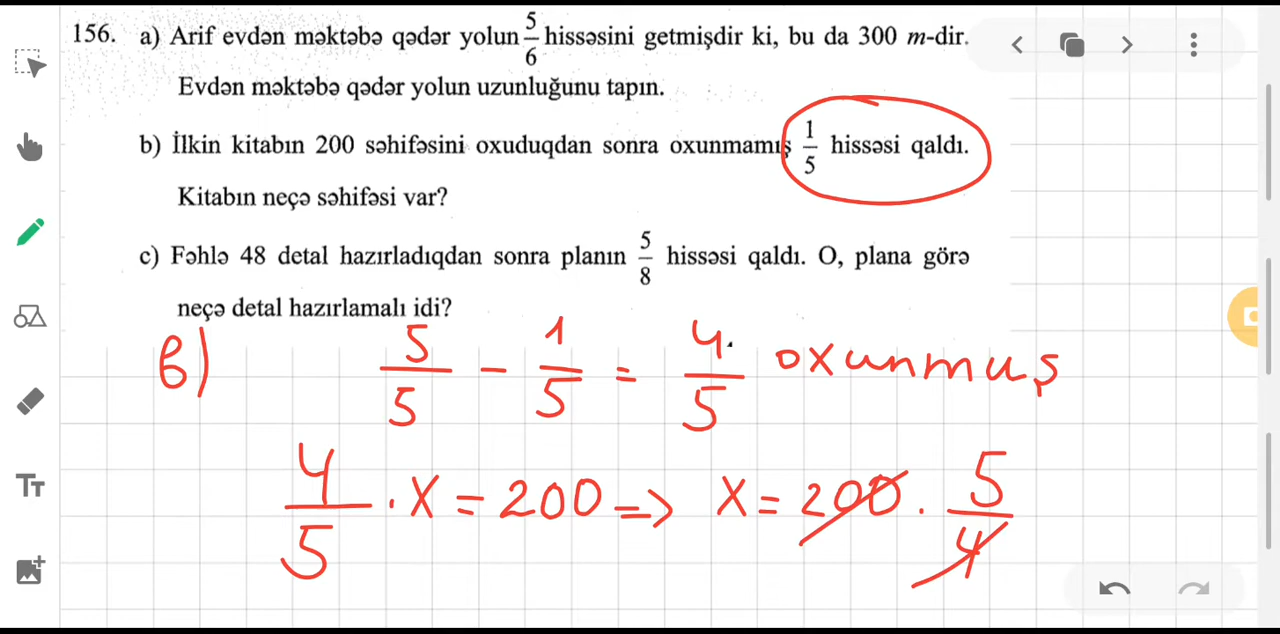 156. a) Arif evdən məktəbə qədər yolun 5/6 hissəsini getmişdir ki, bu da 300 m-dir.
Evdən məktəbə qədər yolun uzunluğunu tapın.
b) İlkin kitabın 200 səhifəsini oxuduqdan sonra oxunmamış 1/5 hissəsi qaldı.
Kitabın neçə səhifəsi var?
c) Fəhlə 48 detal hazırladıqdan sonra planın 5/8 hissəsi qaldı. O, plana görə
neçə detal hazırlamalı idi?
B) 5/5 - 1/5 = 4/5 oxunmuş
4/5 · x = 200 => x = 200 · 5/4
Tт